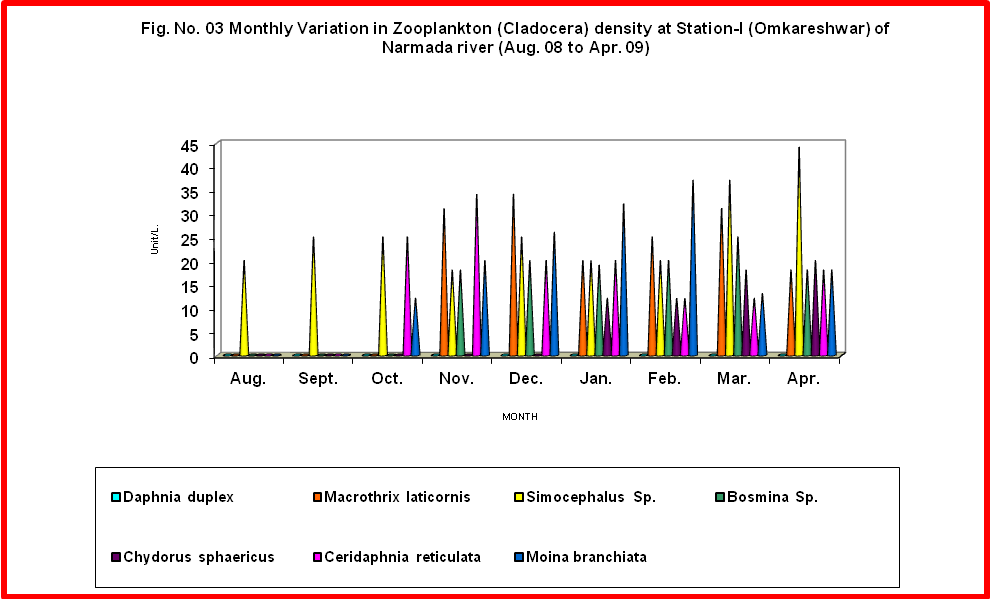 Fig. No. 03 Monthly Variation in Zooplankton (Cladocera) density at Station-I (Omkareshwar) of
Narmada river (Aug. 08 to Apr. 09)
45
40
35
30
25
20
15
10
5
0
Unit/L.
Aug. Sept. Oct. Nov. Dec. Jan. Feb. Mar. Apr.
MONTH
Daphnia duplex Macrothrix laticornis Simocephalus Sp. Bosmina Sp.
Chydorus sphaericus Ceridaphnia reticulata Moina branchiata